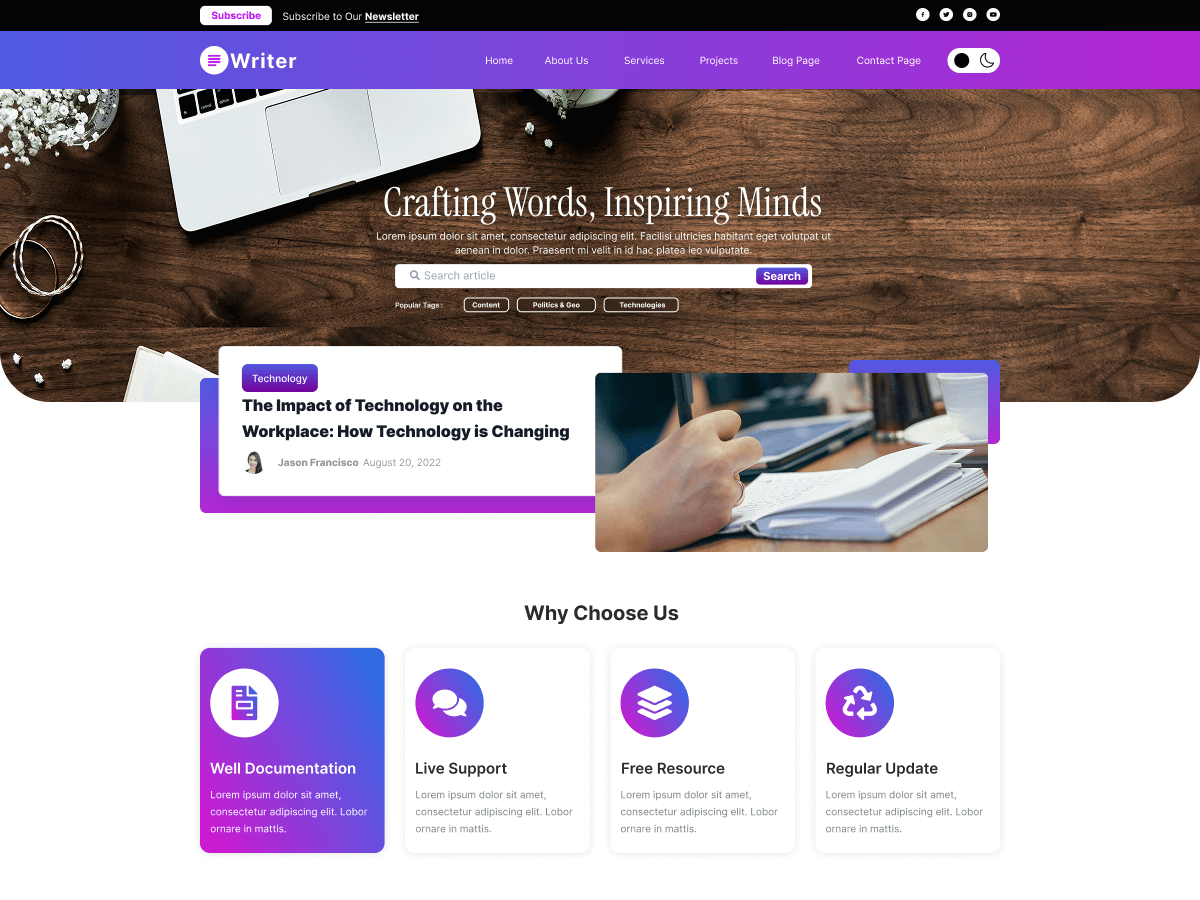 Subscribe Subscribe to Our Newsletter
Writer Home About Us Services Projects Blog Page Contact Page
Crafting Words, Inspiring Minds
Lorem ipsum dolor sit amet, consectetur adipiscing elit. Facilisi ultricies habitant eget volutpat ut
aenean in dolor. Praesent mi velit in id hac platea leo vulputate.
Search article Search
Popular Tags : Content Politics & Geo Technologies
Technology
The Impact of Technology on the
Workplace: How Technology is Changing
Jason Francisco August 20, 2022
Why Choose Us
Well Documentation
Lorem ipsum dolor sit amet,
consectetur adipiscing elit. Lobor
ornare in mattis.
Live Support
Lorem ipsum dolor sit amet,
consectetur adipiscing elit. Lobor
ornare in mattis.
Free Resource
Lorem ipsum dolor sit amet,
consectetur adipiscing elit. Lobor
ornare in mattis.
Regular Update
Lorem ipsum dolor sit amet,
consectetur adipiscing elit. Lobor
ornare in mattis.